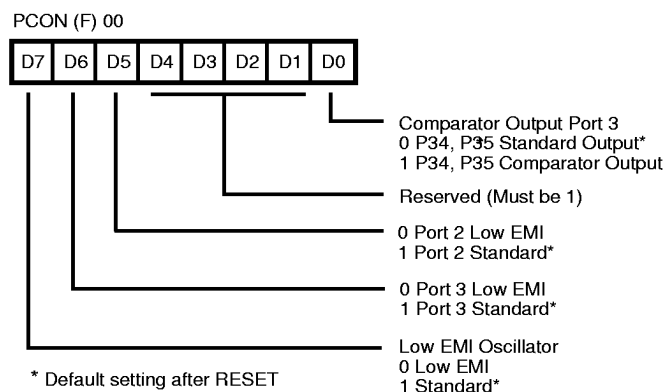 PCON (F) 00
D7 D6 D5 D4 D3 D2 D1 D0
Comparator Output Port 3
0 P34, P35 Standard Output*
1 P34, P35 Comparator Output
Reserved (Must be 1)
0 Port 2 Low EMI
1 Port 2 Standard*
0 Port 3 Low EMI
1 Port 3 Standard*
Low EMI Oscillator
0 Low EMI
1 Standard*
* Default setting after RESET